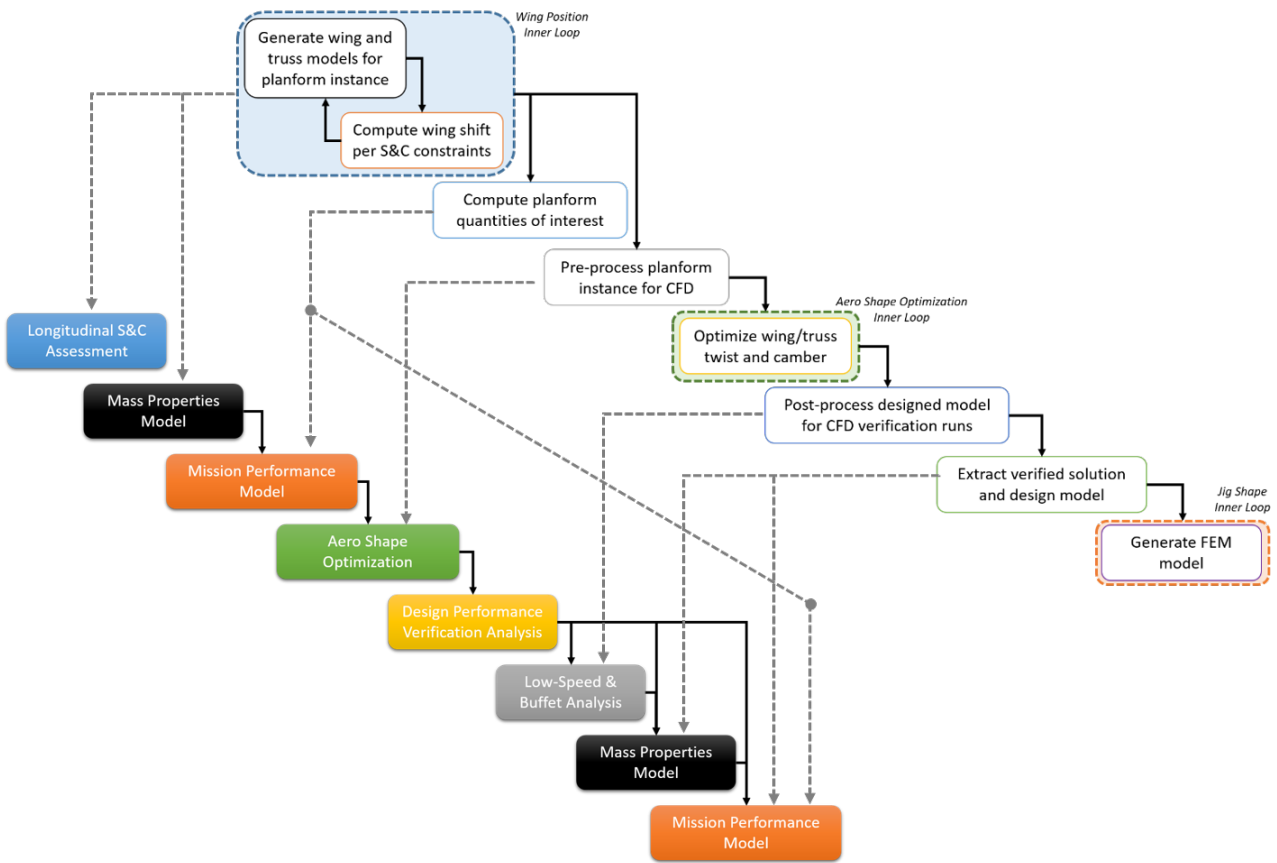 Wing Position
Inner Loop
Generate wing and
truss models for
planform instance
Compute wing shift
per S&C constraints
Compute planform
quantities of interest
Pre-process planform
instance for CFD
Aero Shape Optimization
Inner Loop
Longitudinal S&C
Assessment
Optimize wing/truss
twist and camber
Mass Properties
Model
Post-process designed model
for CFD verification runs
Mission Performance
Model
Extract verified solution
and design model
Jig Shape
Inner Loop
Aero Shape
Optimization
Generate FEM
model
Design Performance
Verification Analysis
Low-Speed &
Buffet Analysis
Mass Properties
Model
Mission Performance
Model